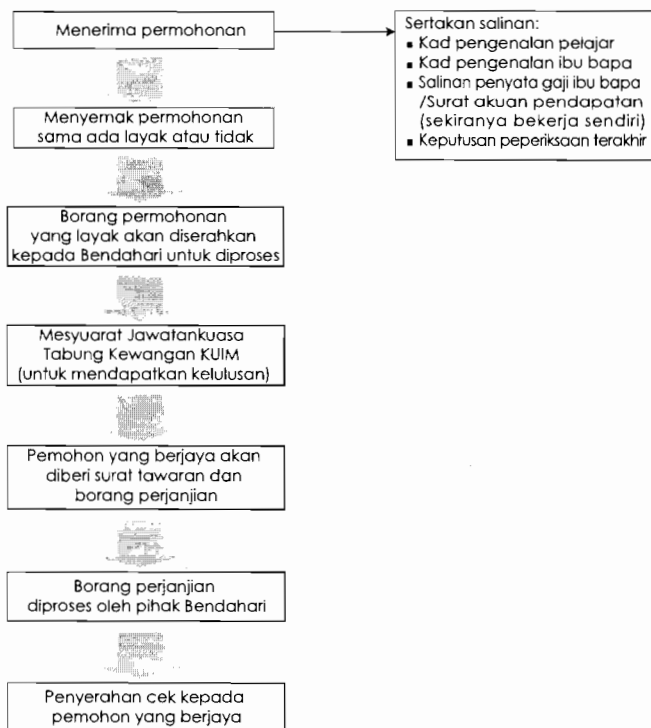 Menerima permohonan
Sertakan salinan:
▪ Kad pengenalan pelajar
▪ Kad pengenalan ibu bapa
▪ Salinan penyata gaji ibu bapa
/Surat akuan pendapatan
(sekiranya bekerja sendiri)
▪ Keputusan peperiksaan terakhir
Menyemak permohonan
sama ada layak atau tidak
Borang permohonan
yang layak akan diserahkan
kepada Bendahari untuk diproses
Mesyuarat Jawatankuasa
Tabung Kewangan KUIM
(untuk mendapatkan kelulusan)
Pemohon yang berjaya akan
diberi surat tawaran dan
borang perjanjian
Borang perjanjian
diproses oleh pihak Bendahari
Penyerahan cek kepada
pemohon yang berjaya